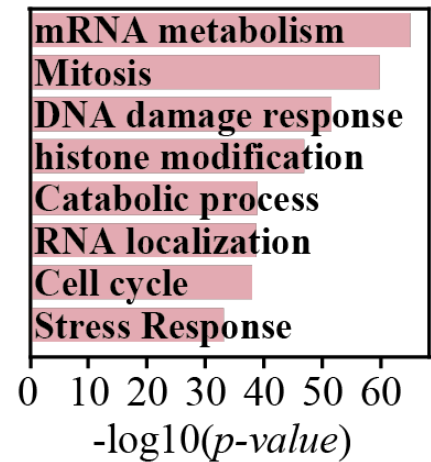 mRNA metabolism
Mitosis
DNA damage response
histone modification
Catabolic process
RNA localization
Cell cycle
Stress Response
0 10 20 30 40 50 60
-log10(p-value)